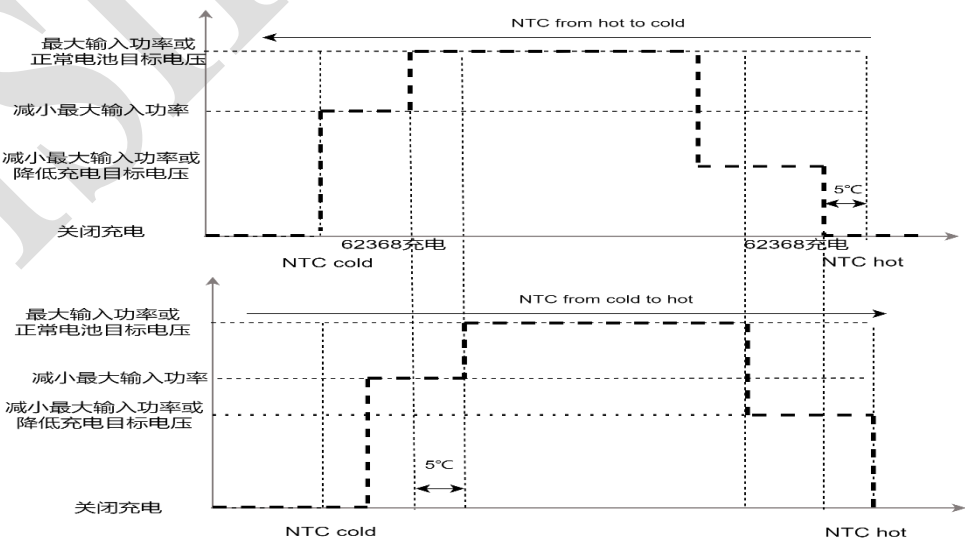 NTC from hot to cold
最大输入功率或
正常电池目标电压
减小最大输入功率
减小最大输入功率或
降低充电目标电压
5℃
关闭充电
62368充电
62368充电
NTC cold
NTC hot
NTC from cold to hot
最大输入功率或
正常电池目标电压
减小最大输入功率
减小最大输入功率或
降低充电目标电压
5℃
关闭充电
NTC cold
NTC hot